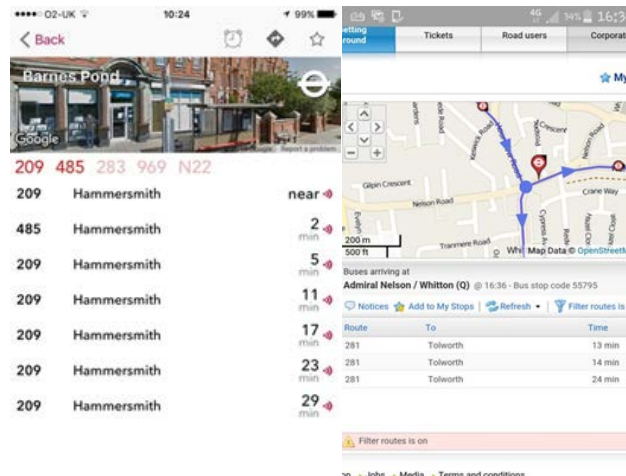 O2-UK 10:24 99%
Back
Barnes Pond
Google
Report a problem
209 485 283 969 N22
209 Hammersmith near
485 Hammersmith 2 min
209 Hammersmith 5 min
209 Hammersmith 11 min
209 Hammersmith 17 min
209 Hammersmith 23 min
209 Hammersmith 29 min
4G 34% 16:3
etting round
Tickets
Road users
Corporat
My
Gilpin Crescent
Nelson Road
Crane Way
Tranmere Road
Whi
200 m
500 ft
Map Data © OpenStreetM
Buses arriving at
Admiral Nelson / Whitton (Q) @ 16:36 - Bus stop code 55795
Notices Add to My Stops Refresh Filter routes is
Route To Time
281 Tolworth 13 min
281 Tolworth 14 min
281 Tolworth 24 min
Filter routes is on
Jobs Media Terms and conditions